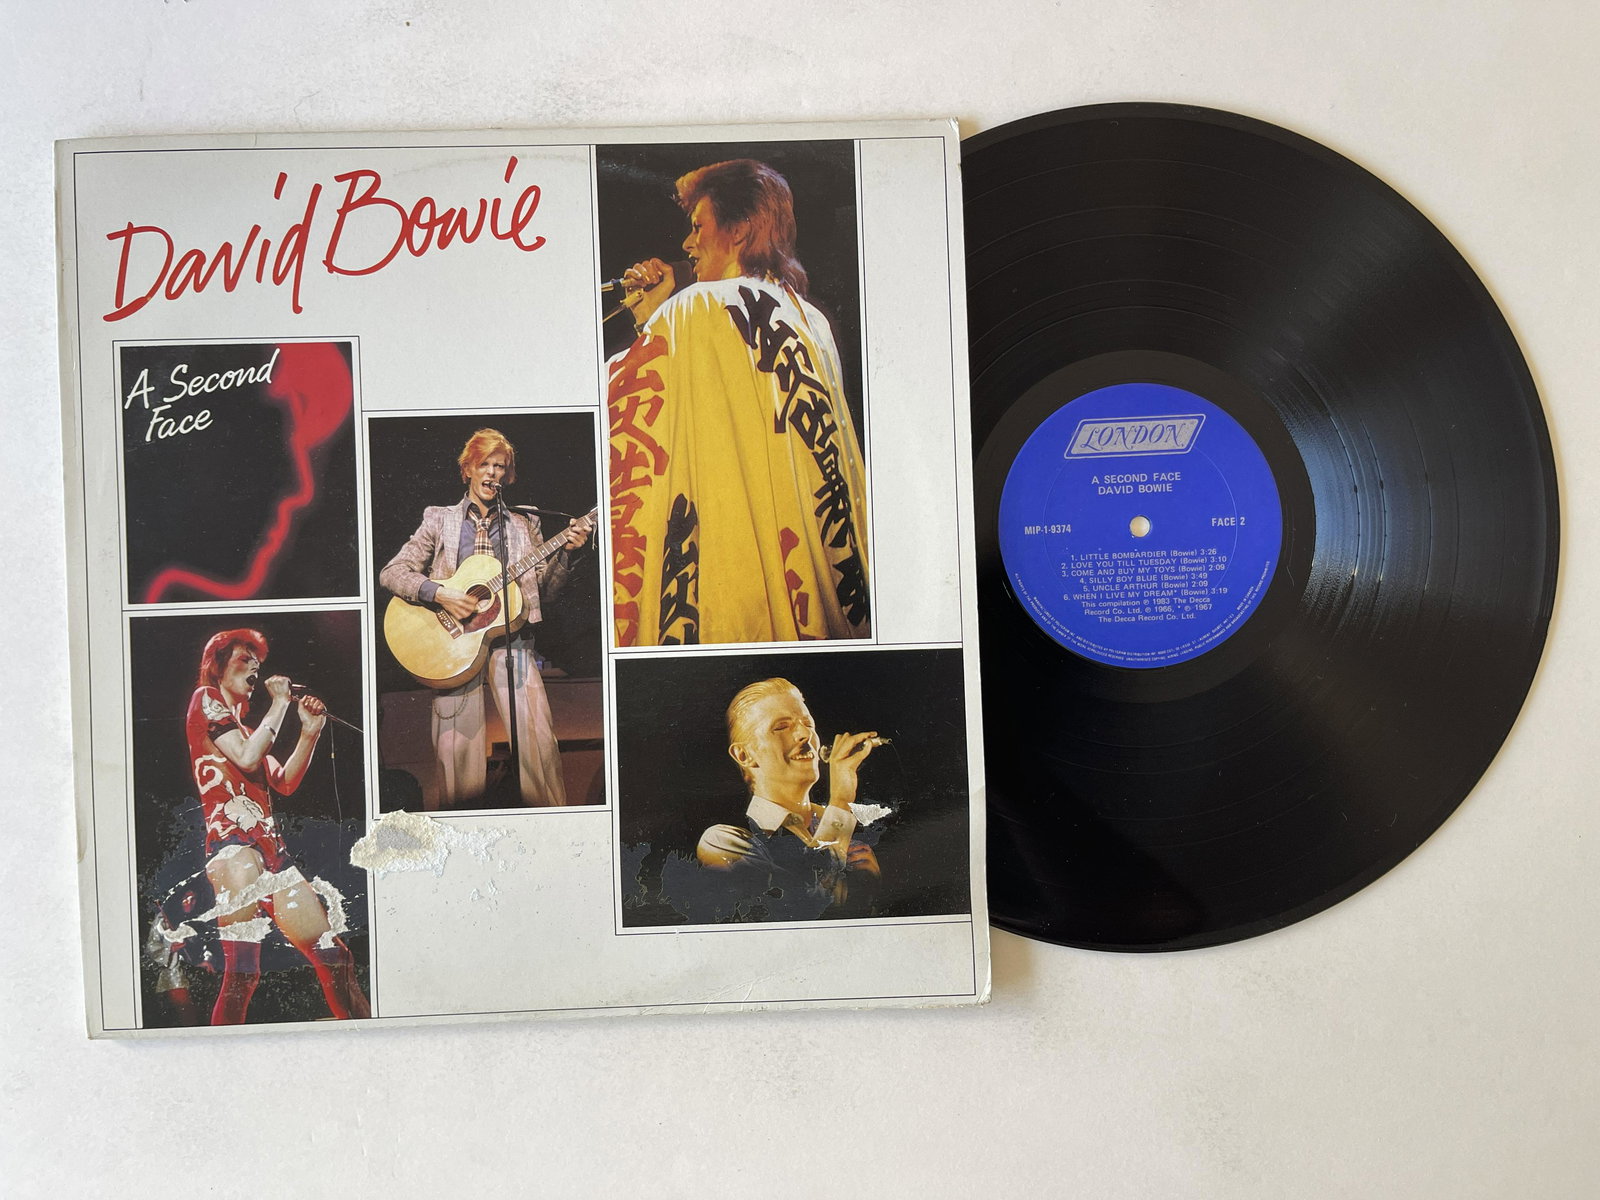 David Bowie
A Second
Face
LONDON
A SECOND FACE
DAVID BOWIE
MIP-1-9374
FACE 2
1. LITTLE BOMBARDIER (Bowie) 3:26
2. LOVE YOU TILL TUESDAY (Bowie) 3:10
3. COME AND BUY MY TOYS (Bowie) 2:09
4. SILLY BOY BLUE (Bowie) 3:49
5. UNCLE ARTHUR (Bowie) 2:09
6. WHEN I LIVE MY DREAM* (Bowie) 3:19
This compilation ℗ 1983 The Decca
Record Co. Ltd. ℗ 1966, * ℗ 1967
The Decca Record Co. Ltd.